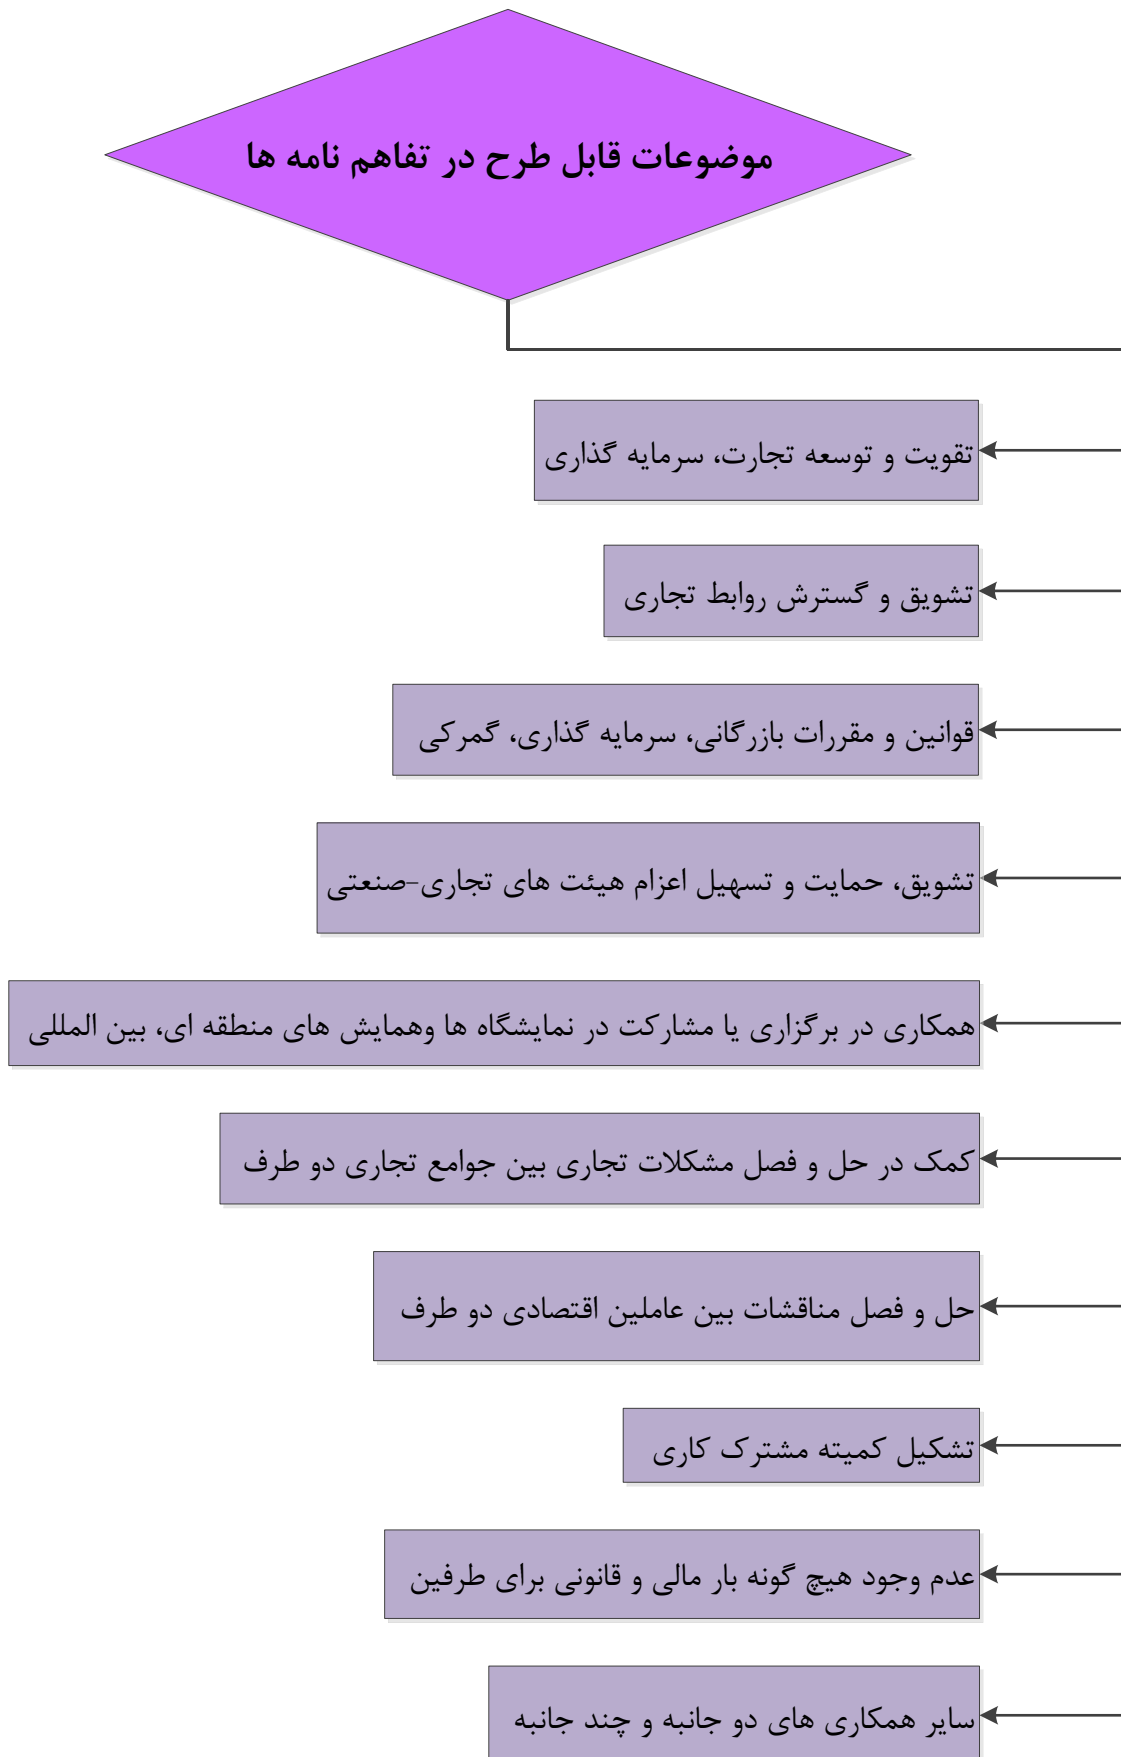 موضوعات قابل طرح در تفاهم نامه ها
تقویت و توسعه تجارت، سرمایه گذاری
تشویق و گسترش روابط تجاری
قوانین و مقررات بازرگانی، سرمایه گذاری، گمرکی
تشویق، حمایت و تسهیل اعزام هیئت های تجاری-صنعتی
همکاری در برگزاری یا مشارکت در نمایشگاه ها وهمایش های منطقه ای، بین المللی
کمک در حل و فصل مشکلات تجاری بین جوامع تجاری دو طرف
حل و فصل مناقشات بین عاملین اقتصادی دو طرف
تشکیل کمیته مشترک کاری
عدم وجود هیچ گونه بار مالی و قانونی برای طرفین
سایر همکاری های دو جانبه و چند جانبه